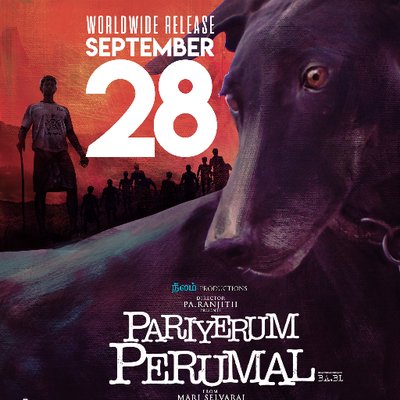 WORLDWIDE RELEASE
SEPTEMBER
28
நீலம் PRODUCTIONS
DIRECTOR
PA.RANJITH
PRESENTS
PARIYERUM
PERUMAL B.A.B.L
FROM
MARI SELVARAJ